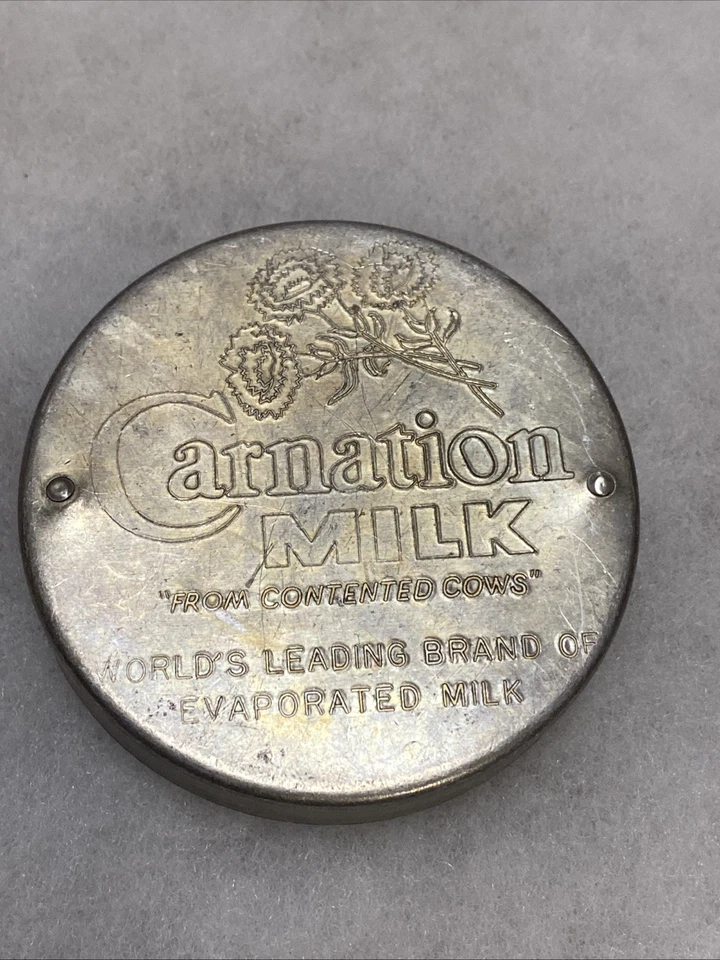 Carnation
MILK
"FROM CONTENTED COWS"
WORLD'S LEADING BRAND OF
EVAPORATED MILK